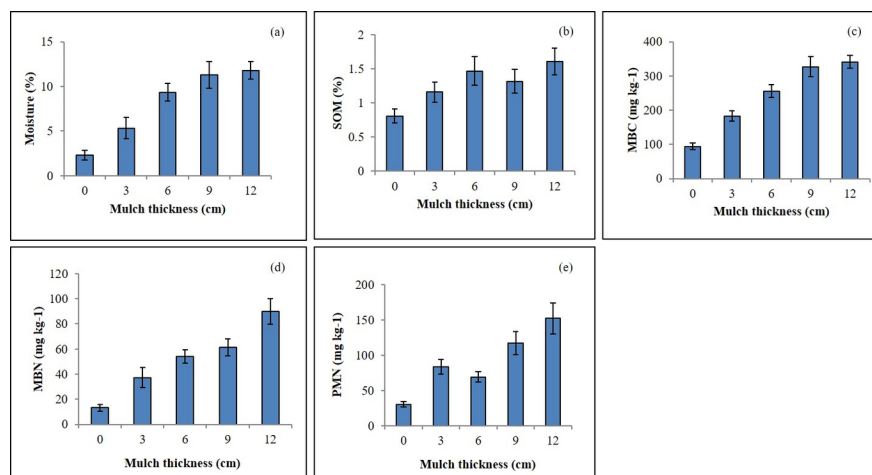 (a)
Moisture (%)
15
10
5
0
0 3 6 9 12
Mulch thickness (cm)
(b)
SOM (%)
2
1.5
1
0.5
0
0 3 6 9 12
Mulch thickness (cm)
(c)
MBC (mg kg-1)
400
300
200
100
0
0 3 6 9 12
Mulch thickness (cm)
(d)
MBN (mg kg-1)
120
100
80
60
40
20
0
0 3 6 9 12
Mulch thickness (cm)
(e)
PMN (mg kg-1)
200
150
100
50
0
0 3 6 9 12
Mulch thickness (cm)